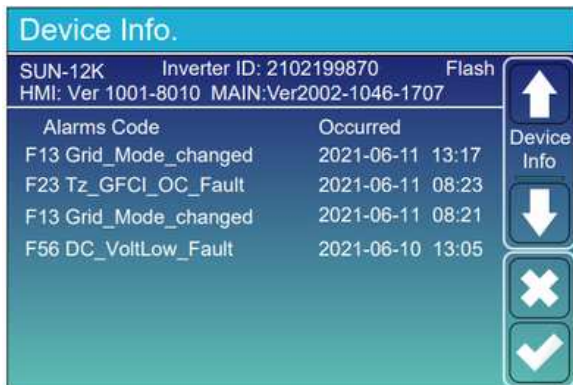 Device Info.
SUN-12K Inverter ID: 2102199870 Flash
HMI: Ver 1001-8010 MAIN:Ver2002-1046-1707
Alarms Code Occurred
F13 Grid_Mode_changed 2021-06-11 13:17
F23 Tz_GFCI_OC_Fault 2021-06-11 08:23
F13 Grid_Mode_changed 2021-06-11 08:21
F56 DC_VoltLow_Fault 2021-06-10 13:05
Device
Info